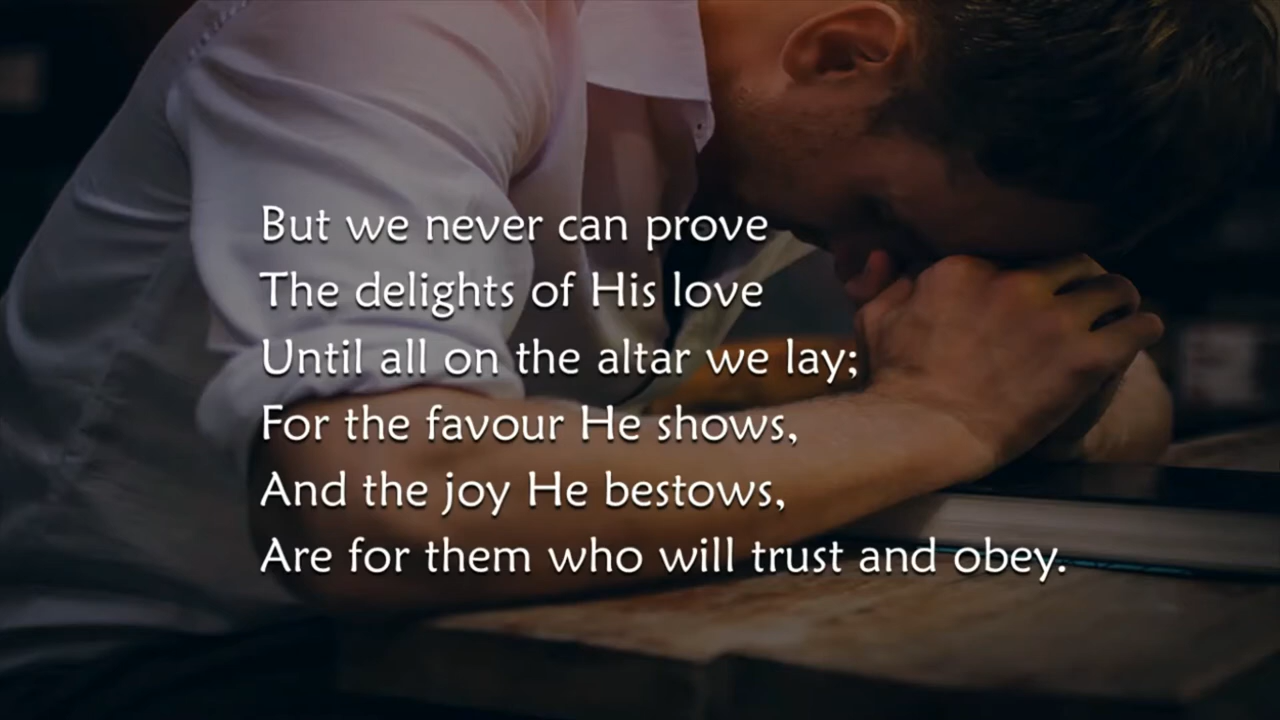 But we never can prove
The delights of His love
Until all on the altar we lay;
For the favour He shows,
And the joy He bestows,
Are for them who will trust and obey.